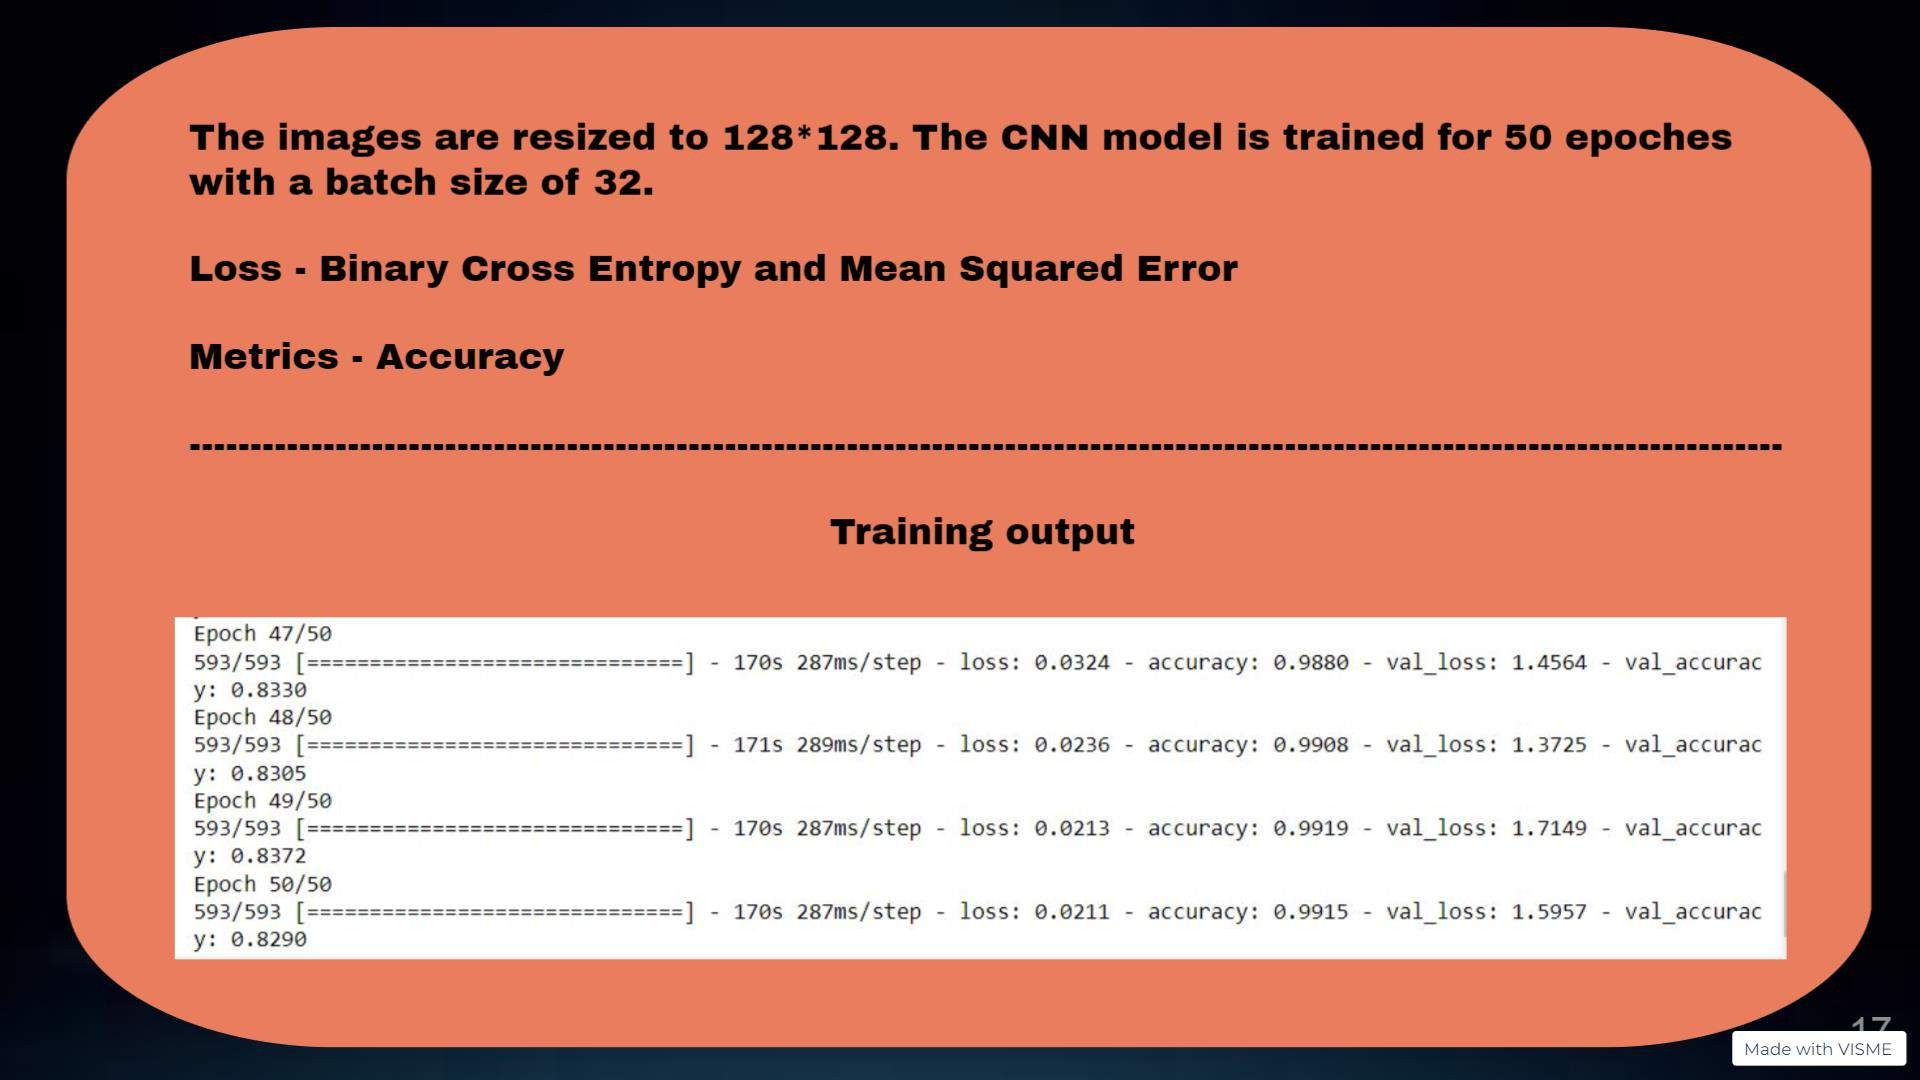 The images are resized to 128*128. The CNN model is trained for 50 epoches
with a batch size of 32.
Loss - Binary Cross Entropy and Mean Squared Error
Metrics - Accuracy
-----------------------------------------------------------------------------------------------------------------------------------
Training output
Epoch 47/50
593/593 [==============================] - 170s 287ms/step - loss: 0.0324 - accuracy: 0.9880 - val_loss: 1.4564 - val_accurac
y: 0.8330
Epoch 48/50
593/593 [==============================] - 171s 289ms/step - loss: 0.0236 - accuracy: 0.9908 - val_loss: 1.3725 - val_accurac
y: 0.8305
Epoch 49/50
593/593 [==============================] - 170s 287ms/step - loss: 0.0213 - accuracy: 0.9919 - val_loss: 1.7149 - val_accurac
y: 0.8372
Epoch 50/50
593/593 [==============================] - 170s 287ms/step - loss: 0.0211 - accuracy: 0.9915 - val_loss: 1.5957 - val_accurac
y: 0.8290
17
Made with VISME